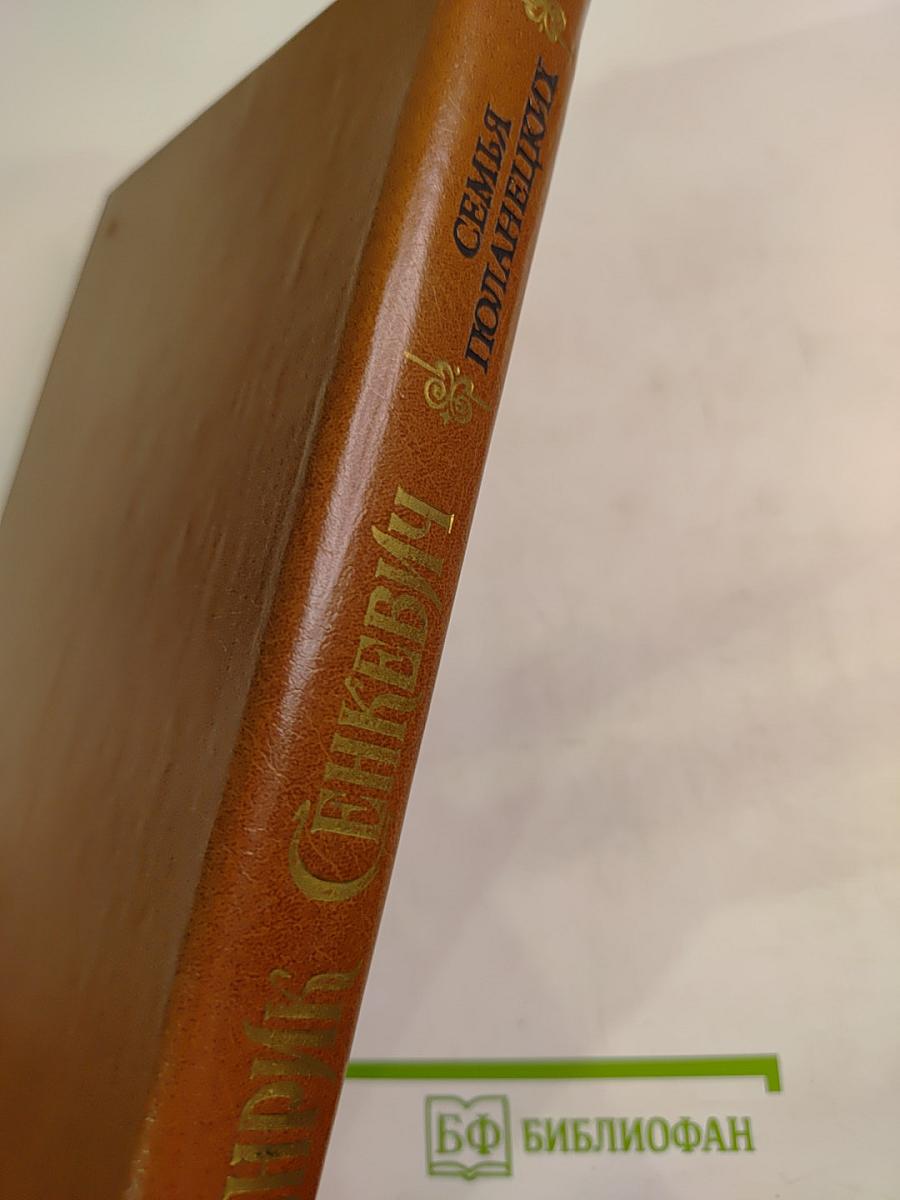 НРИК СЕНКЕВИЧ
СЕМЬЯ
ПОЛАНЕЦКИХ
БФ БИБЛИОФАН